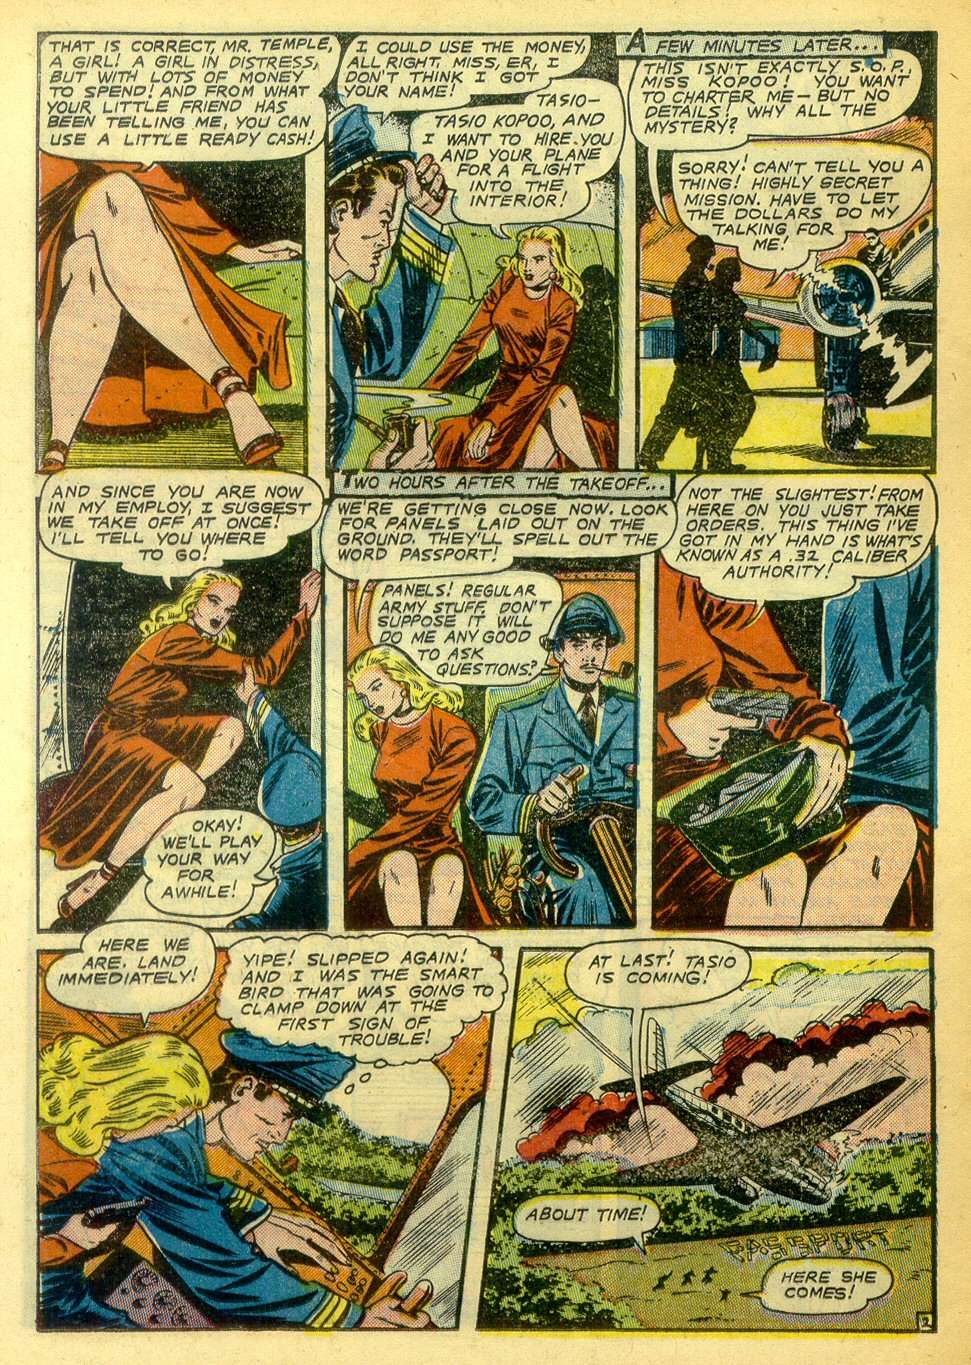 THAT IS CORRECT, MR. TEMPLE,
A GIRL! A GIRL IN DISTRESS,
BUT WITH LOTS OF MONEY
TO SPEND! AND FROM WHAT
YOUR LITTLE FRIEND HAS
BEEN TELLING ME, YOU CAN
USE A LITTLE READY CASH!
I COULD USE THE MONEY,
ALL RIGHT. MISS, ER, I
DON'T THINK I GOT
YOUR NAME!
TASIO-
TASIO KOPOO, AND
I WANT TO HIRE YOU
AND YOUR PLANE
FOR A FLIGHT
INTO THE
INTERIOR!
A FEW MINUTES LATER...
THIS ISN'T EXACTLY S.O.P.,
MISS KOPOO! YOU WANT
TO CHARTER ME—BUT NO
DETAILS! WHY ALL THE
MYSTERY?
SORRY! CAN'T TELL YOU A
THING! HIGHLY SECRET
MISSION. HAVE TO LET
THE DOLLARS DO MY
TALKING FOR
ME!
AND SINCE YOU ARE NOW
IN MY EMPLOY, I SUGGEST
WE TAKE OFF AT ONCE!
I'LL TELL YOU WHERE
TO GO!
OKAY!
WE'LL PLAY
YOUR WAY
FOR
AWHILE!
TWO HOURS AFTER THE TAKEOFF...
WE'RE GETTING CLOSE NOW. LOOK
FOR PANELS LAID OUT ON THE
GROUND. THEY'LL SPELL OUT THE
WORD PASSPORT!
PANELS! REGULAR
ARMY STUFF. DON'T
SUPPOSE IT WILL
DO ME ANY GOOD
TO ASK
QUESTIONS?
NOT THE SLIGHTEST! FROM
HERE ON YOU JUST TAKE
ORDERS. THIS THING I'VE
GOT IN MY HAND IS WHAT'S
KNOWN AS A .32 CALIBER
AUTHORITY!
HERE WE
ARE. LAND
IMMEDIATELY!
YIPE! SLIPPED AGAIN!
AND I WAS THE SMART
BIRD THAT WAS GOING TO
CLAMP DOWN AT THE
FIRST SIGN OF
TROUBLE!
AT LAST! TASIO
IS COMING!
ABOUT TIME!
PASSPORT
HERE SHE
COMES!
2